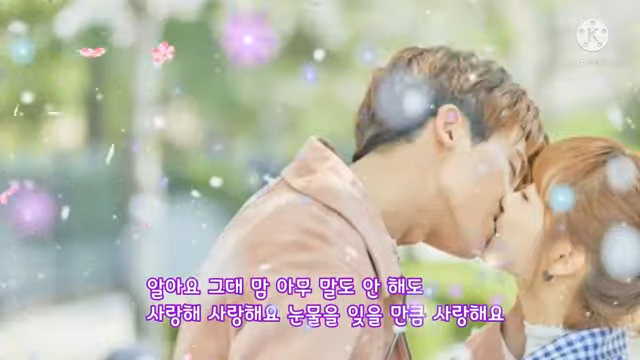 알아요 그대 맘 아무 말도 안 해도
사랑해 사랑해요 눈물을 잊을 만큼 사랑해요